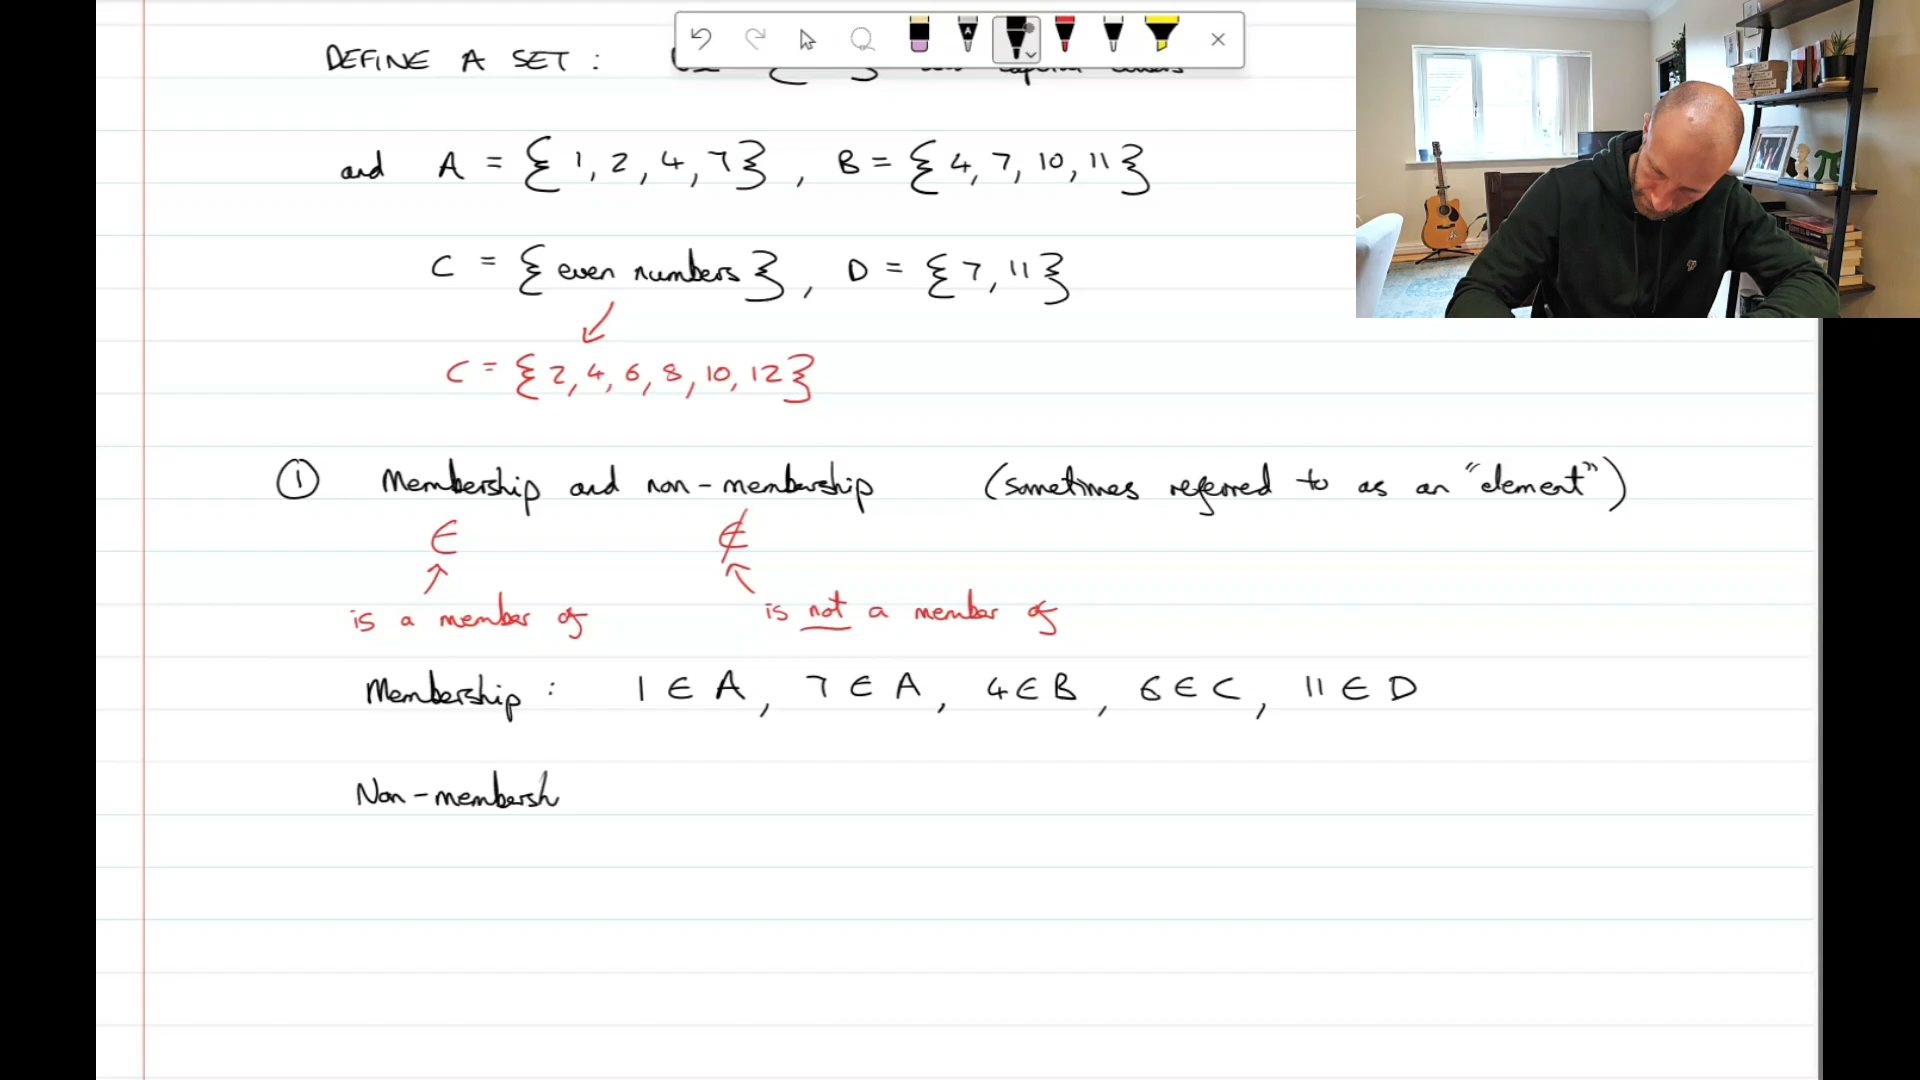 DEFINE A SET :
and A = { 1, 2, 4, 7 } , B = { 4, 7, 10, 11 }
C = { even numbers } , D = { 7, 11 }
C = { 2, 4, 6, 8, 10, 12 }
① Membership and non-membership (sometimes referred to as an "element")
∈ ∉
is a member of is not a member of
Membership : 1 ∈ A , 7 ∈ A , 4 ∈ B , 6 ∈ C , 11 ∈ D
Non-membersh